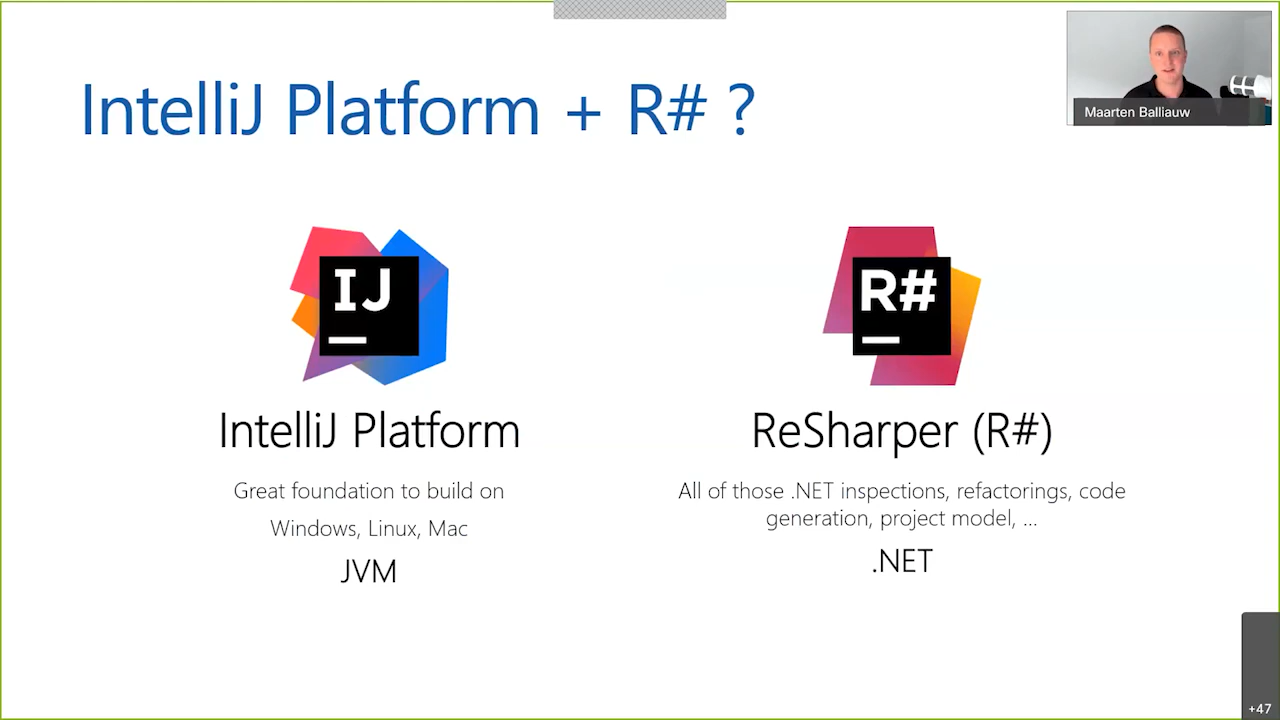 IntelliJ Platform + R# ?
Maarten Balliauw
IJ
R#
IntelliJ Platform
Great foundation to build on
Windows, Linux, Mac
JVM
ReSharper (R#)
All of those .NET inspections, refactorings, code
generation, project model, ...
.NET
+47